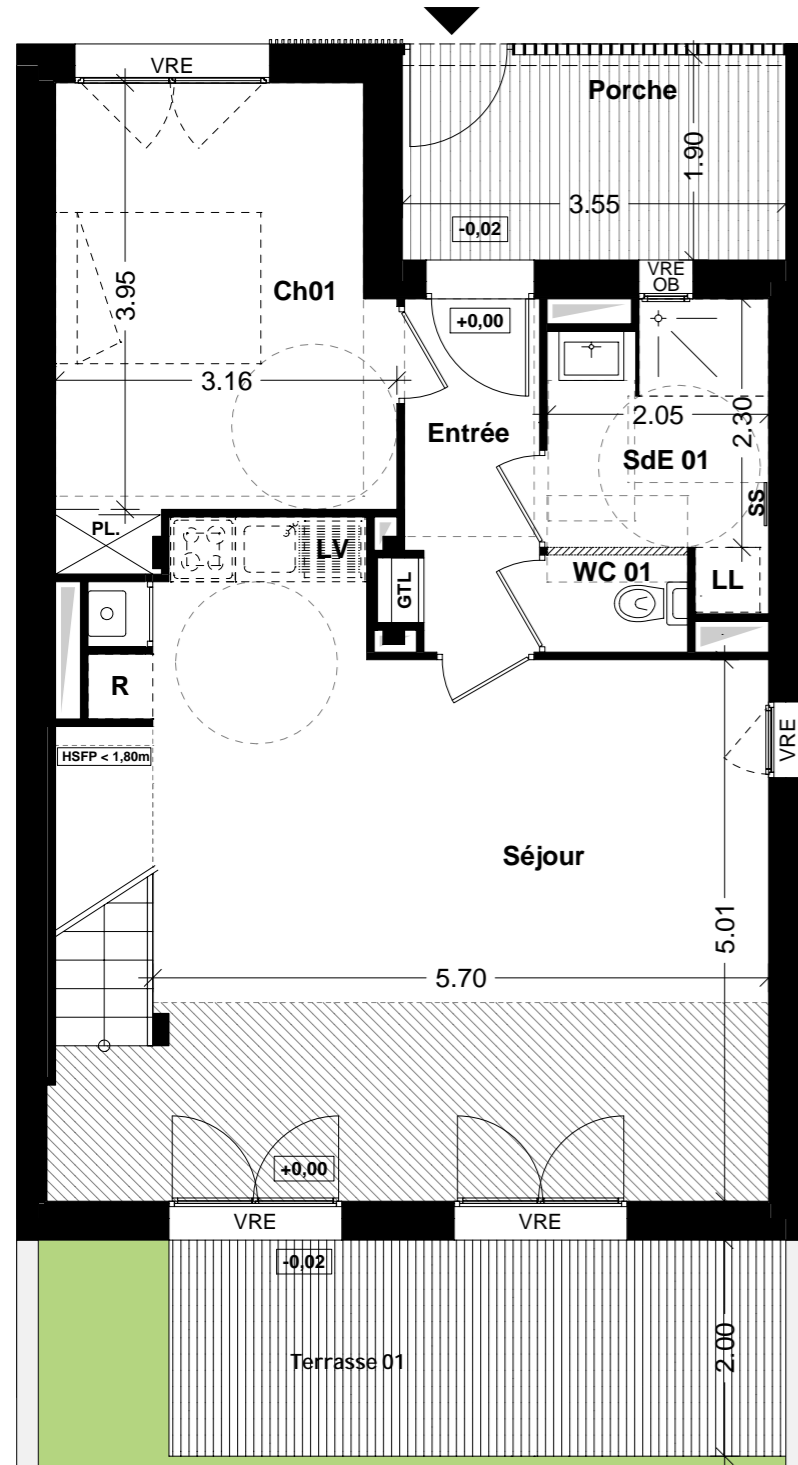 VRE
Porche
1.90
3.55
-0,02
VRE
OB
3.95
Ch01
+0,00
3.16
2.05
2.30
Entrée
SdE 01
SS
PL.
LV
WC 01
LL
GTL
R
HSFP < 1,80m
VRE
Séjour
5.01
5.70
+0,00
VRE
VRE
-0,02
2.00
Terrasse 01